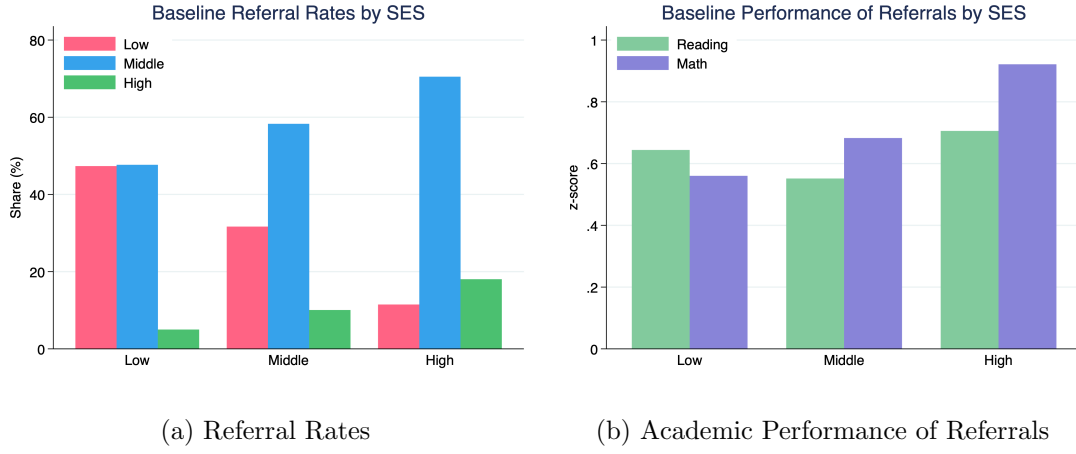 Baseline Referral Rates by SES
80
60
40
20
0
Share (%)
Low
Middle
High
Low
Middle
High
(a) Referral Rates
Baseline Performance of Referrals by SES
1
.8
.6
.4
.2
0
z-score
Reading
Math
Low
Middle
High
(b) Academic Performance of Referrals